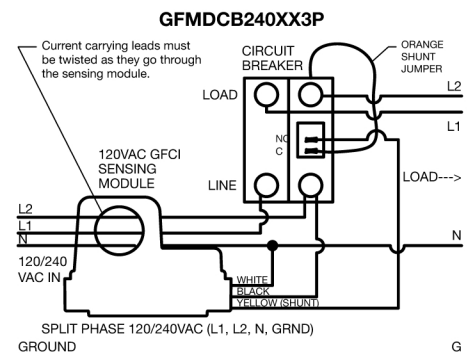 GFMDCB240XX3P
Current carrying leads must
be twisted as they go through
the sensing module.
CIRCUIT
BREAKER
ORANGE
SHUNT
JUMPER
LOAD
L2
L1
NO
C
120VAC GFCI
SENSING
MODULE
LINE
LOAD--->
L2
L1
N
N
120/240
VAC IN
WHITE
BLACK
YELLOW (SHUNT)
SPLIT PHASE 120/240VAC (L1, L2, N, GRND)
GROUND
G